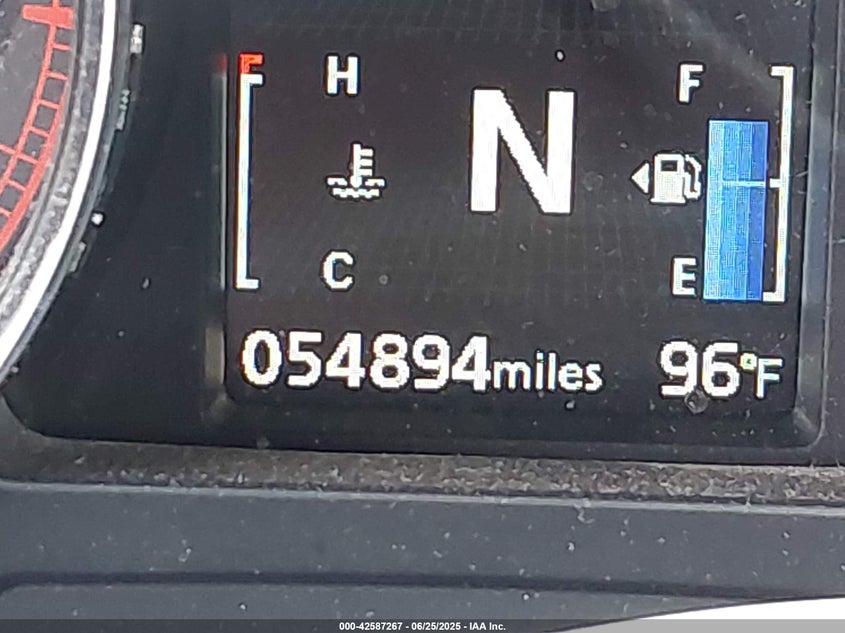 H N F
C E
054894miles 96°F
000-42587267 - 06/25/2025 - IAA Inc.